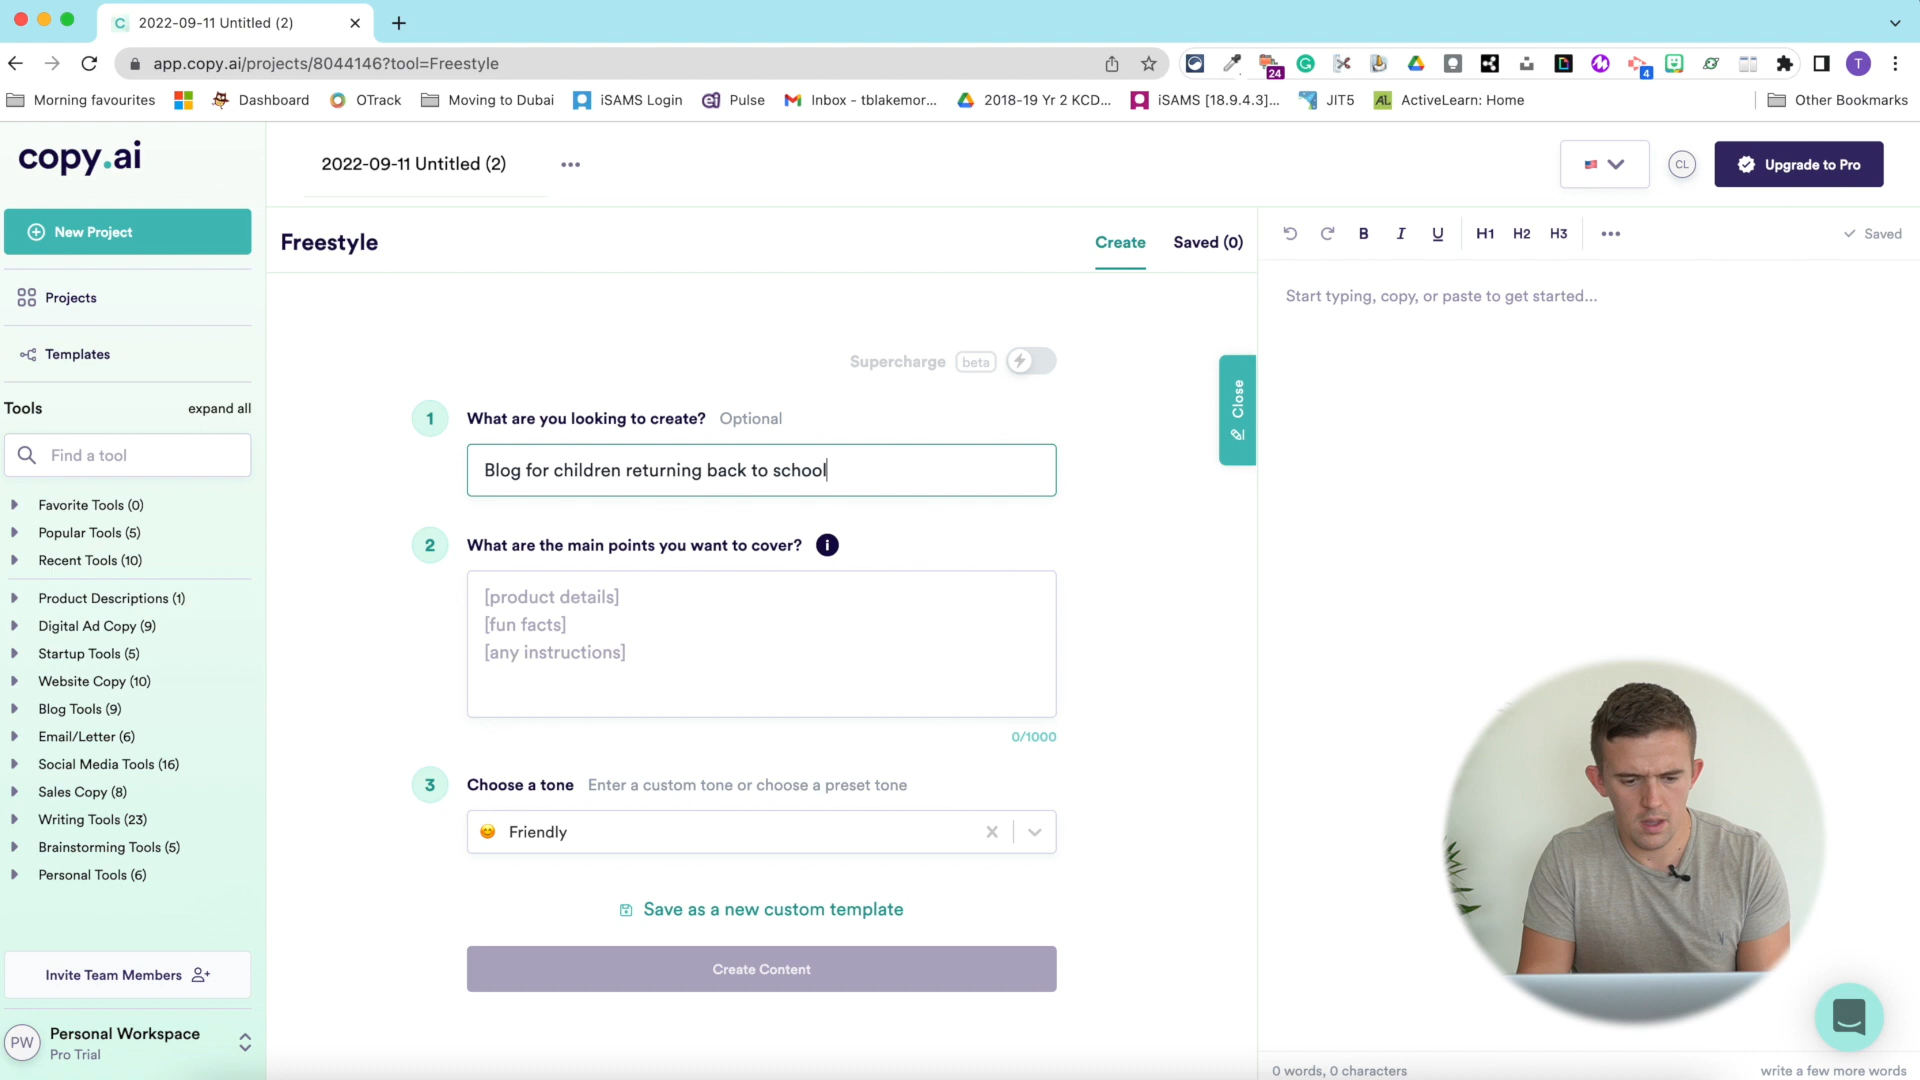 2022-09-11 Untitled (2)
app.copy.ai/projects/8044146?tool=Freestyle
24
4
T
Morning favourites
Dashboard
OTrack
Moving to Dubai
iSAMS Login
Pulse
Inbox - tblakemor...
2018-19 Yr 2 KCD...
iSAMS [18.9.4.3]...
JIT5
ActiveLearn: Home
Other Bookmarks
copy.ai
2022-09-11 Untitled (2)
CL
Upgrade to Pro
New Project
Projects
Templates
Tools
expand all
Find a tool
Favorite Tools (0)
Popular Tools (5)
Recent Tools (10)
Product Descriptions (1)
Digital Ad Copy (9)
Startup Tools (5)
Website Copy (10)
Blog Tools (9)
Email/Letter (6)
Social Media Tools (16)
Sales Copy (8)
Writing Tools (23)
Brainstorming Tools (5)
Personal Tools (6)
Invite Team Members
PW
Personal Workspace
Pro Trial
Freestyle
Create
Saved (0)
Supercharge beta
1
What are you looking to create? Optional
Blog for children returning back to school
2
What are the main points you want to cover?
[product details]
[fun facts]
[any instructions]
0/1000
3
Choose a tone Enter a custom tone or choose a preset tone
Friendly
Save as a new custom template
Create Content
Close
B
I
U
H1
H2
H3
Saved
Start typing, copy, or paste to get started...
0 words, 0 characters
write a few more words